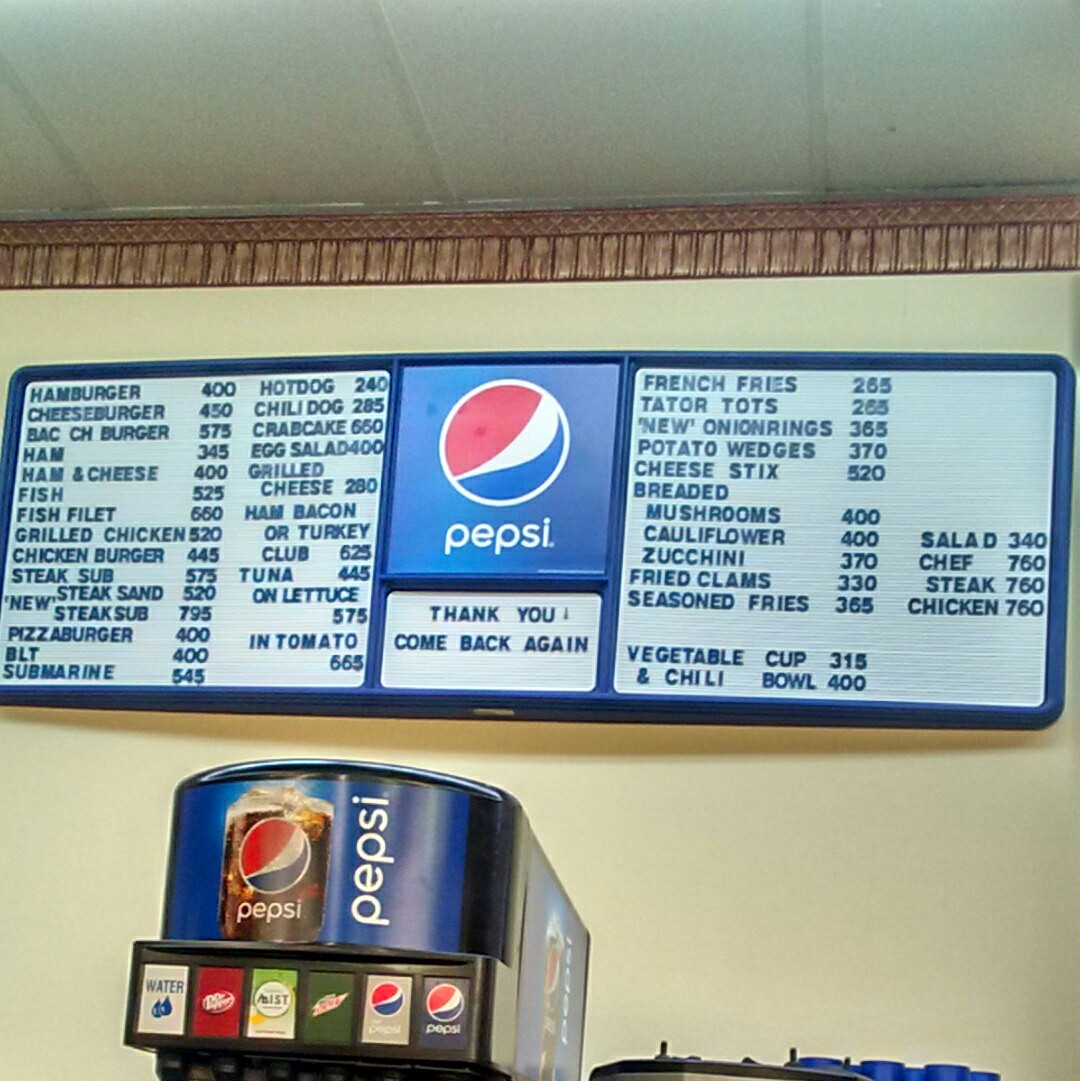 HAMBURGER 400
CHEESEBURGER 450
BAC CH BURGER 575
HAM 345
HAM & CHEESE 400
FISH 525
FISH FILET 660
GRILLED CHICKEN 520
CHICKEN BURGER 445
STEAK SUB 575
'NEW' STEAK SAND 520
STEAKSUB 795
PIZZABURGER 400
BLT 400
SUBMARINE 545
HOTDOG 240
CHILI DOG 285
CRABCAKE 660
EGG SALAD 400
GRILLED
CHEESE 280
HAM BACON
OR TURKEY
CLUB 625
TUNA 445
ON LETTUCE
575
IN TOMATO
665
pepsi
THANK YOU !
COME BACK AGAIN
FRENCH FRIES 265
TATOR TOTS 265
'NEW' ONIONRINGS 365
POTATO WEDGES 370
CHEESE STIX 520
BREADED
MUSHROOMS 400
CAULIFLOWER 400
ZUCCHINI 370
FRIED CLAMS 330
SEASONED FRIES 365
SALAD 340
CHEF 760
STEAK 760
CHICKEN 760
VEGETABLE CUP 315
& CHILI BOWL 400
pepsi
pepsi
pepsi
WATER
Dr Pepper
MIST
pepsi
pepsi